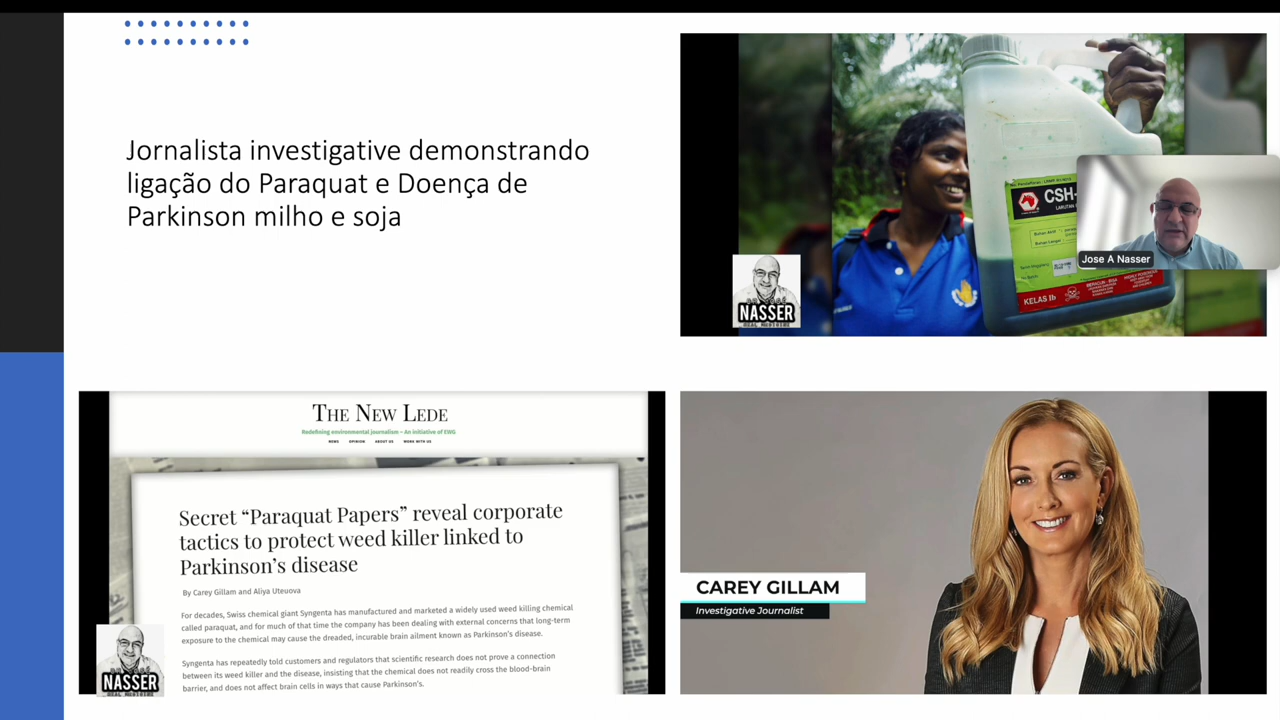 Jornalista investigative demonstrando
ligação do Paraquat e Doença de
Parkinson milho e soja
CSH-
KELAS Ib
Jose A Nasser
NASSER
THE NEW LEDE
Redefining environmental journalism – An initiative of EWG
NEWS OPINION ABOUT US WORK WITH US
Secret “Paraquat Papers” reveal corporate
tactics to protect weed killer linked to
Parkinson’s disease
By Carey Gillam and Aliya Uteuova
For decades, Swiss chemical giant Syngenta has manufactured and marketed a widely used weed killing chemical
called paraquat, and for much of that time the company has been dealing with external concerns that long-term
exposure to the chemical may cause the dreaded, incurable brain ailment known as Parkinson’s disease.
Syngenta has repeatedly told customers and regulators that scientific research does not prove a connection
between its weed killer and the disease, insisting that the chemical does not readily cross the blood-brain
barrier, and does not affect brain cells in ways that cause Parkinson’s.
NASSER
CAREY GILLAM
Investigative Journalist